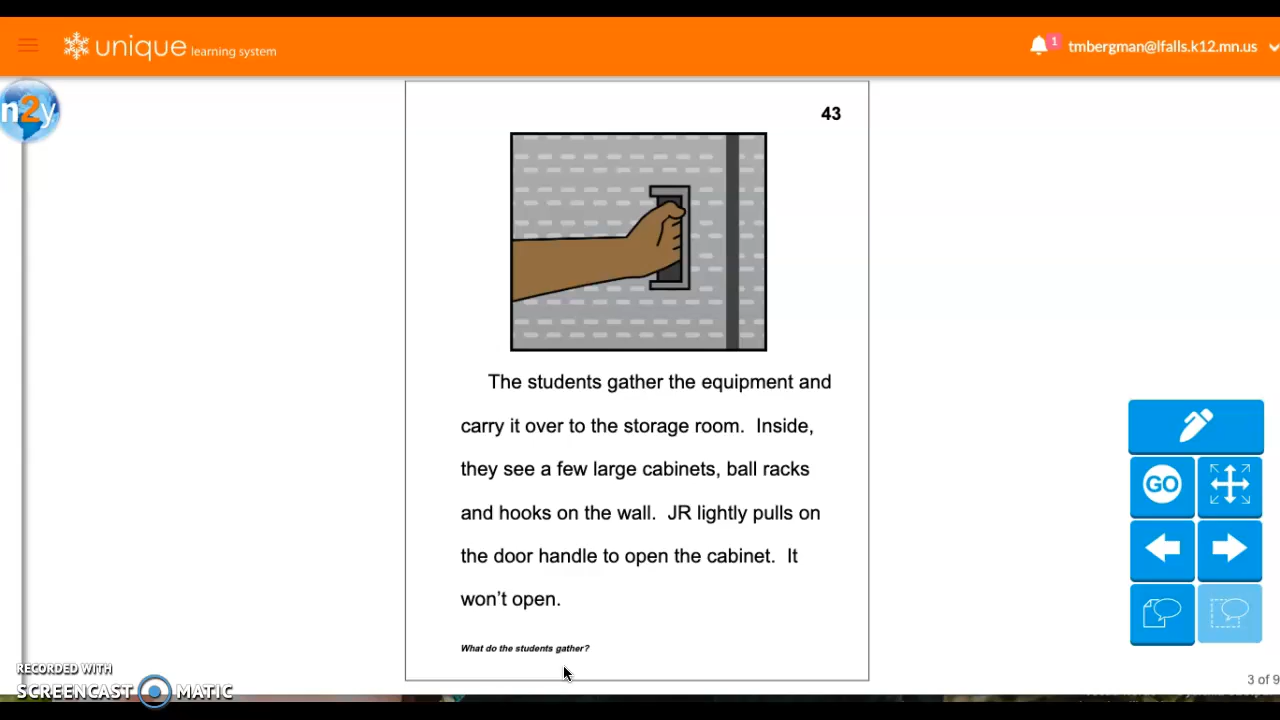 unique learning system
1
tmbergman@lfalls.k12.mn.us
n2y
43
The students gather the equipment and
carry it over to the storage room. Inside,
they see a few large cabinets, ball racks
and hooks on the wall. JR lightly pulls on
the door handle to open the cabinet. It
won't open.
What do the students gather?
GO
3 of 9
RECORDED WITH
SCREENCAST MATIC